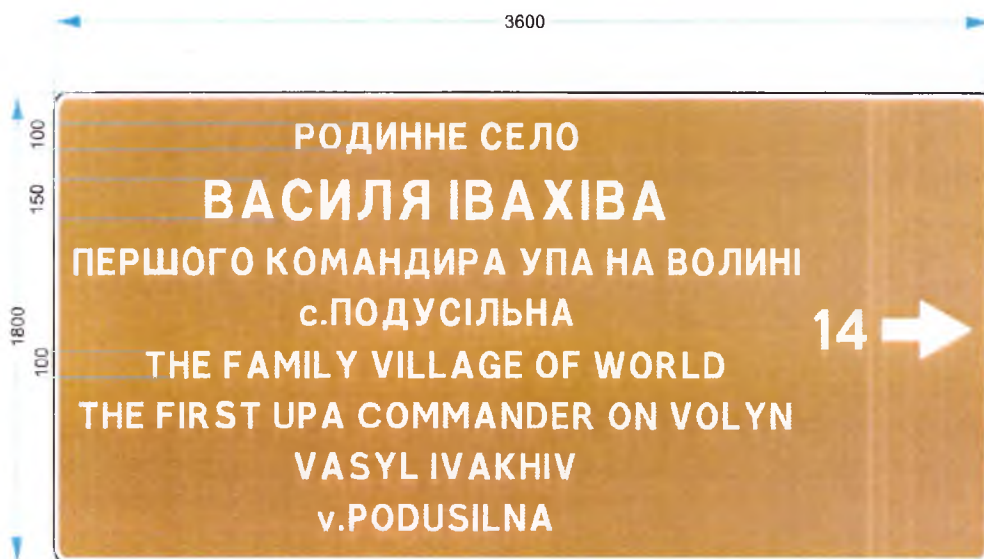 3600
100
150
1800
100
РОДИННЕ СЕЛО
ВАСИЛЯ ІВАХІВА
ПЕРШОГО КОМАНДИРА УПА НА ВОЛИНІ
с.ПОДУСІЛЬНА
14
THE FAMILY VILLAGE OF WORLD
THE FIRST UPA COMMANDER ON VOLYN
VASYL IVAKHIV
v.PODUSILNA